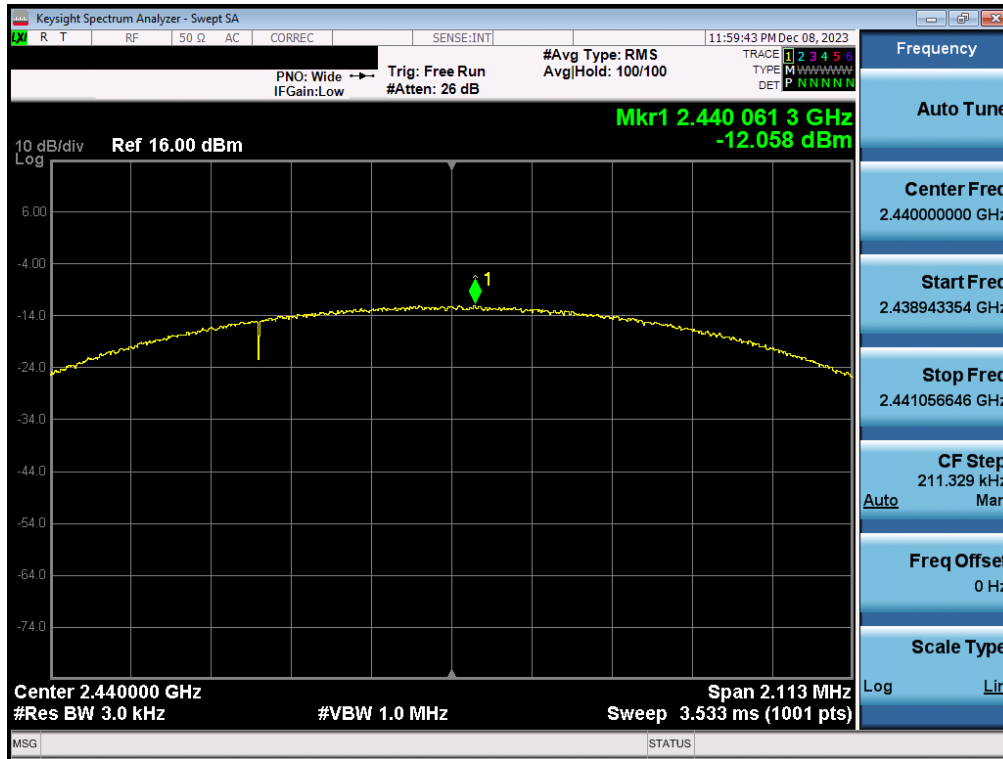 Keysight Spectrum Analyzer - Swept SA
LXI R T RF 50 Ω AC CORREC SENSE:INT 11:59:43 PM Dec 08, 2023
PNO: Wide
IFGain:Low
Trig: Free Run
#Atten: 26 dB
#Avg Type: RMS
Avg|Hold: 100/100
TRACE 1 2 3 4 5 6
TYPE M WWWWW
DET P N N N N N
Mkr1 2.440 061 3 GHz
-12.058 dBm
10 dB/div Ref 16.00 dBm
Log
1
6.00
-4.00
-14.0
-24.0
-34.0
-44.0
-54.0
-64.0
-74.0
Center 2.440000 GHz Span 2.113 MHz
#Res BW 3.0 kHz #VBW 1.0 MHz Sweep 3.533 ms (1001 pts)
MSG STATUS
Frequency
Auto Tune
Center Freq
2.440000000 GHz
Start Freq
2.438943354 GHz
Stop Freq
2.441056646 GHz
CF Step
211.329 kHz
Auto Man
Freq Offset
0 Hz
Scale Type
Log Lin